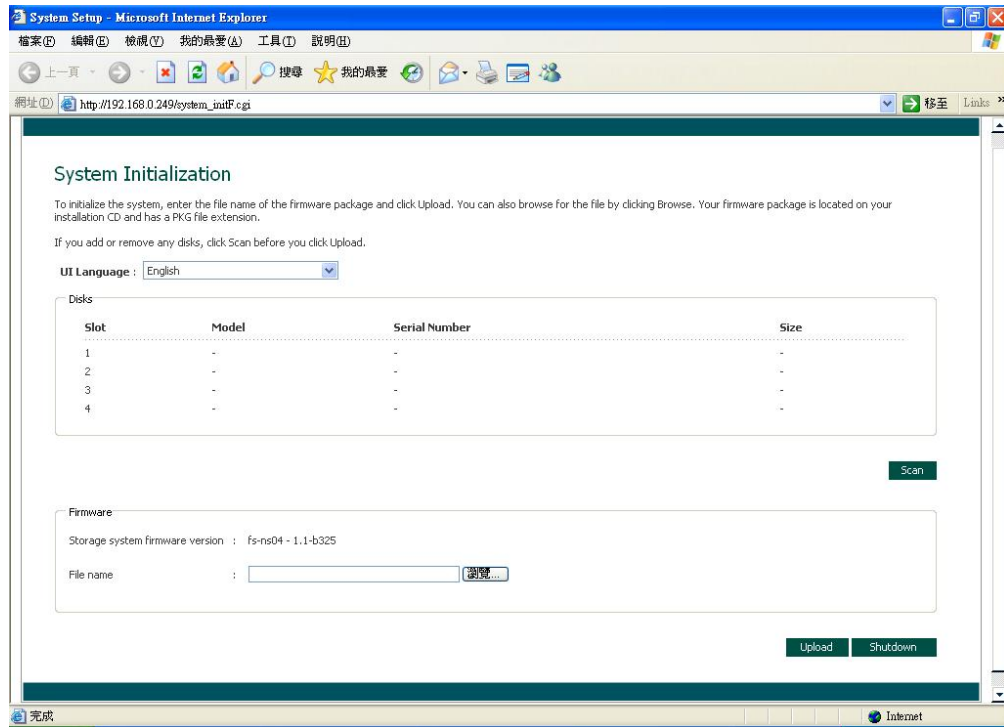 System Setup - Microsoft Internet Explorer
檔案(F) 編輯(E) 檢視(V) 我的最愛(A) 工具(T) 說明(H)
上一頁 搜尋 我的最愛
網址(D) http://192.168.0.249/system_initF.cgi 移至 Links »
System Initialization
To initialize the system, enter the file name of the firmware package and click Upload. You can also browse for the file by clicking Browse. Your firmware package is located on your
installation CD and has a PKG file extension.
If you add or remove any disks, click Scan before you click Upload.
UI Language : English
Disks
Slot Model Serial Number Size
1 - - -
2 - - -
3 - - -
4 - - -
Scan
Firmware
Storage system firmware version : fs-ns04 - 1.1-b325
File name : 瀏覽...
Upload Shutdown
完成 Internet